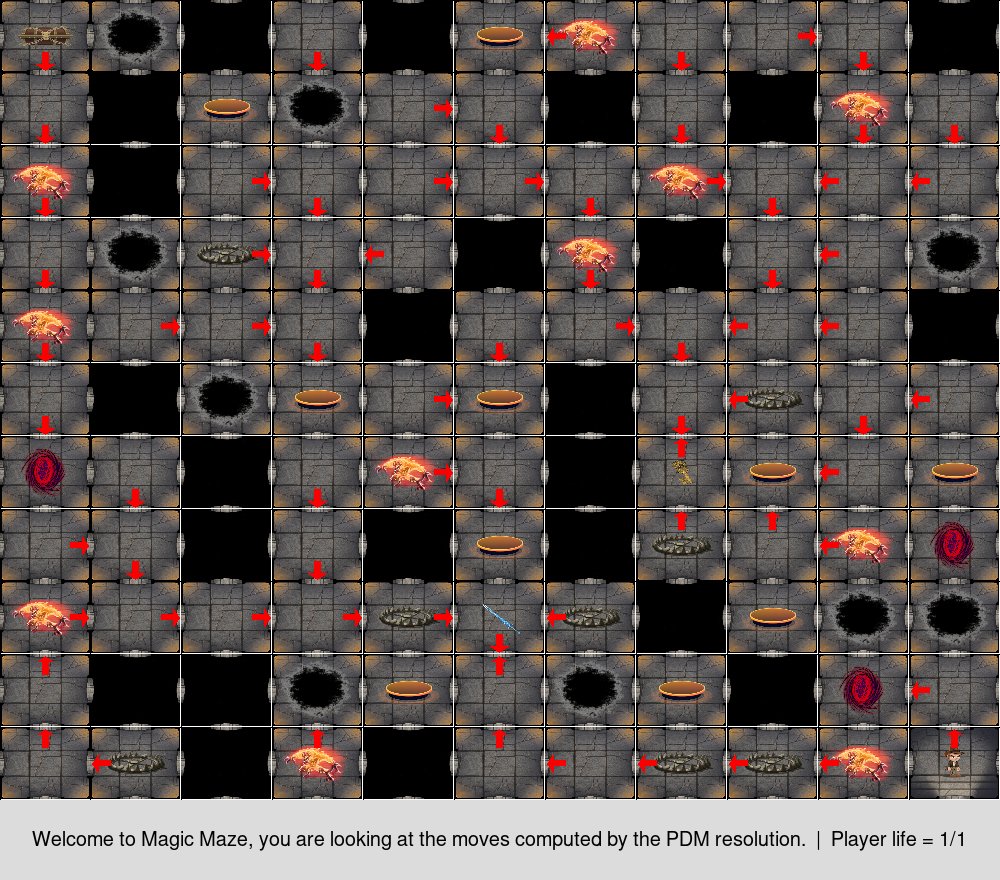 Welcome to Magic Maze, you are looking at the moves computed by the PDM resolution.  |  Player life = 1/1